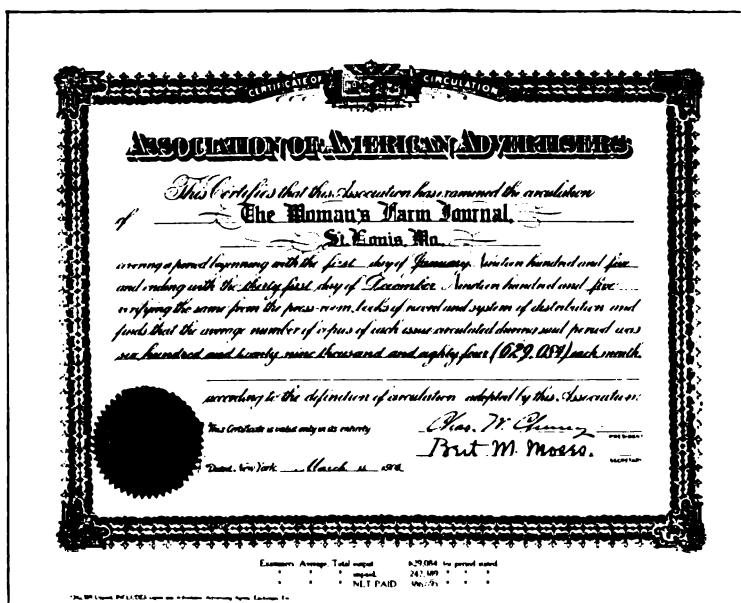 CERTIFICATE OF CIRCULATION
ASSOCIATION OF AMERICAN ADVERTISERS
This Certifies that this Association has examined the circulation
of The Woman's Farm Journal,
St. Louis, Mo.
covering a period beginning with the first day of January Nineteen hundred and five
and ending with the thirty first day of December Nineteen hundred and five
verifying the same from the press-room, books of record and system of distribution and
finds that the average number of copies of each issue circulated during said period was
six hundred and twenty nine thousand and eighty four (629,084) each month
according to the definition of circulation adopted by this Association.
This Certificate is valid only in its entirety
Chas. W.
PRESIDENT
Bert M. Moses.
SECRETARY
Dated, New York March
Examiners Average: Total output 629,084 for period stated
" " unpaid, " " "
" " NET PAID " " "